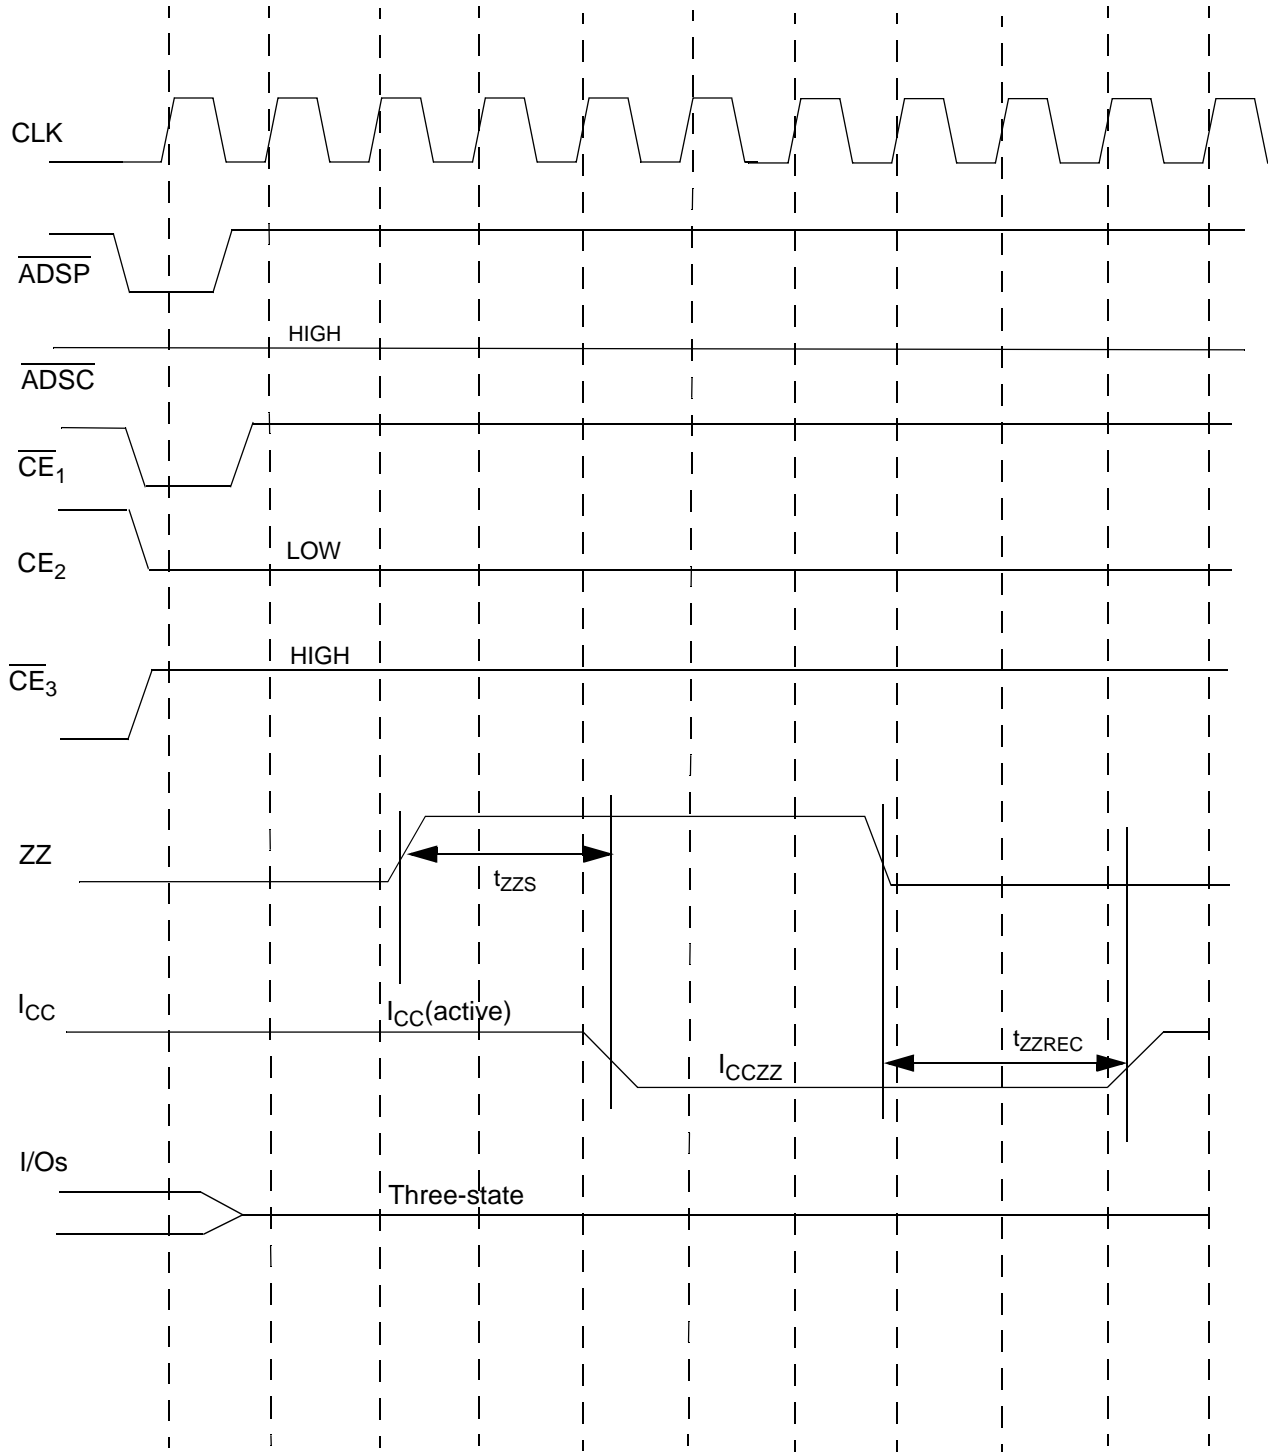 CLK
ADSP
HIGH
ADSC
CE1
LOW
CE2
HIGH
CE3
ZZ
tZZS
ICC
ICC(active)
tZZREC
ICCZZ
I/Os
Three-state